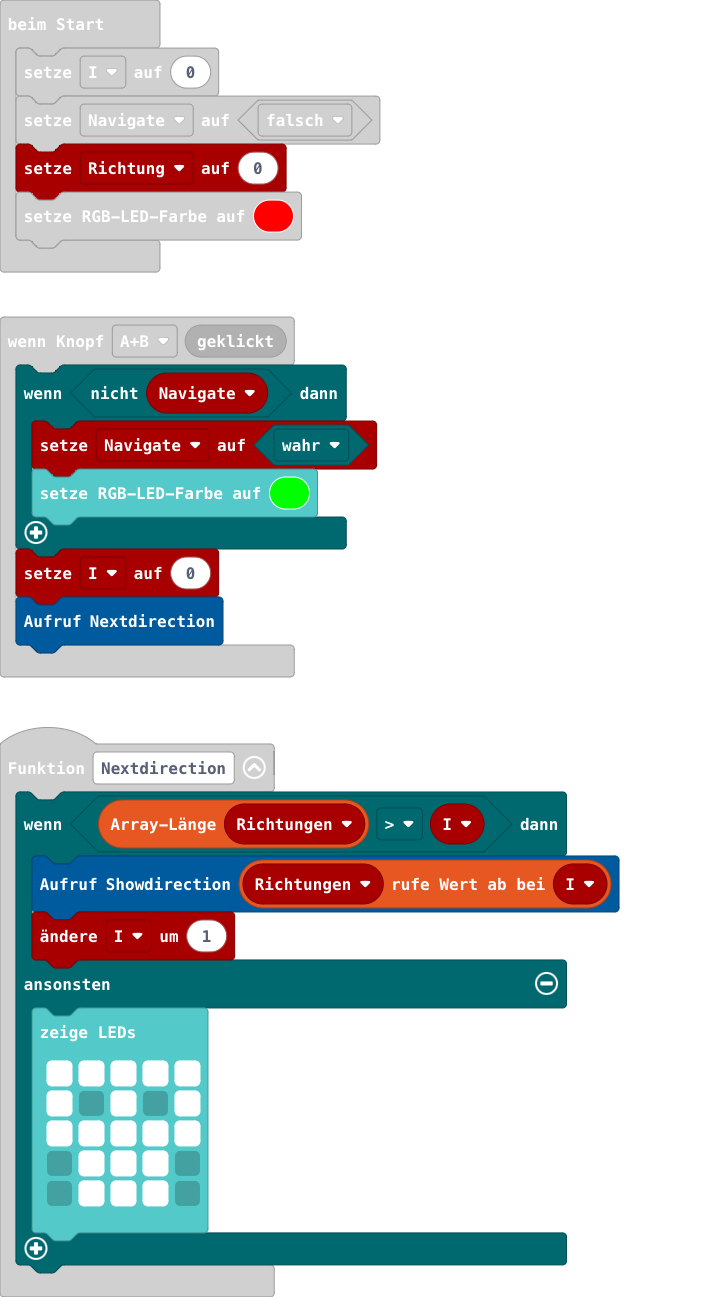 beim Start
setze I auf 0
setze Navigate auf falsch
setze Richtung auf 0
setze RGB-LED-Farbe auf
wenn Knopf A+B geklickt
wenn nicht Navigate dann
setze Navigate auf wahr
setze RGB-LED-Farbe auf
setze I auf 0
Aufruf Nextdirection
Funktion Nextdirection
wenn Array-Länge Richtungen > I dann
Aufruf Showdirection Richtungen rufe Wert ab bei I
ändere I um 1
ansonsten
zeige LEDs